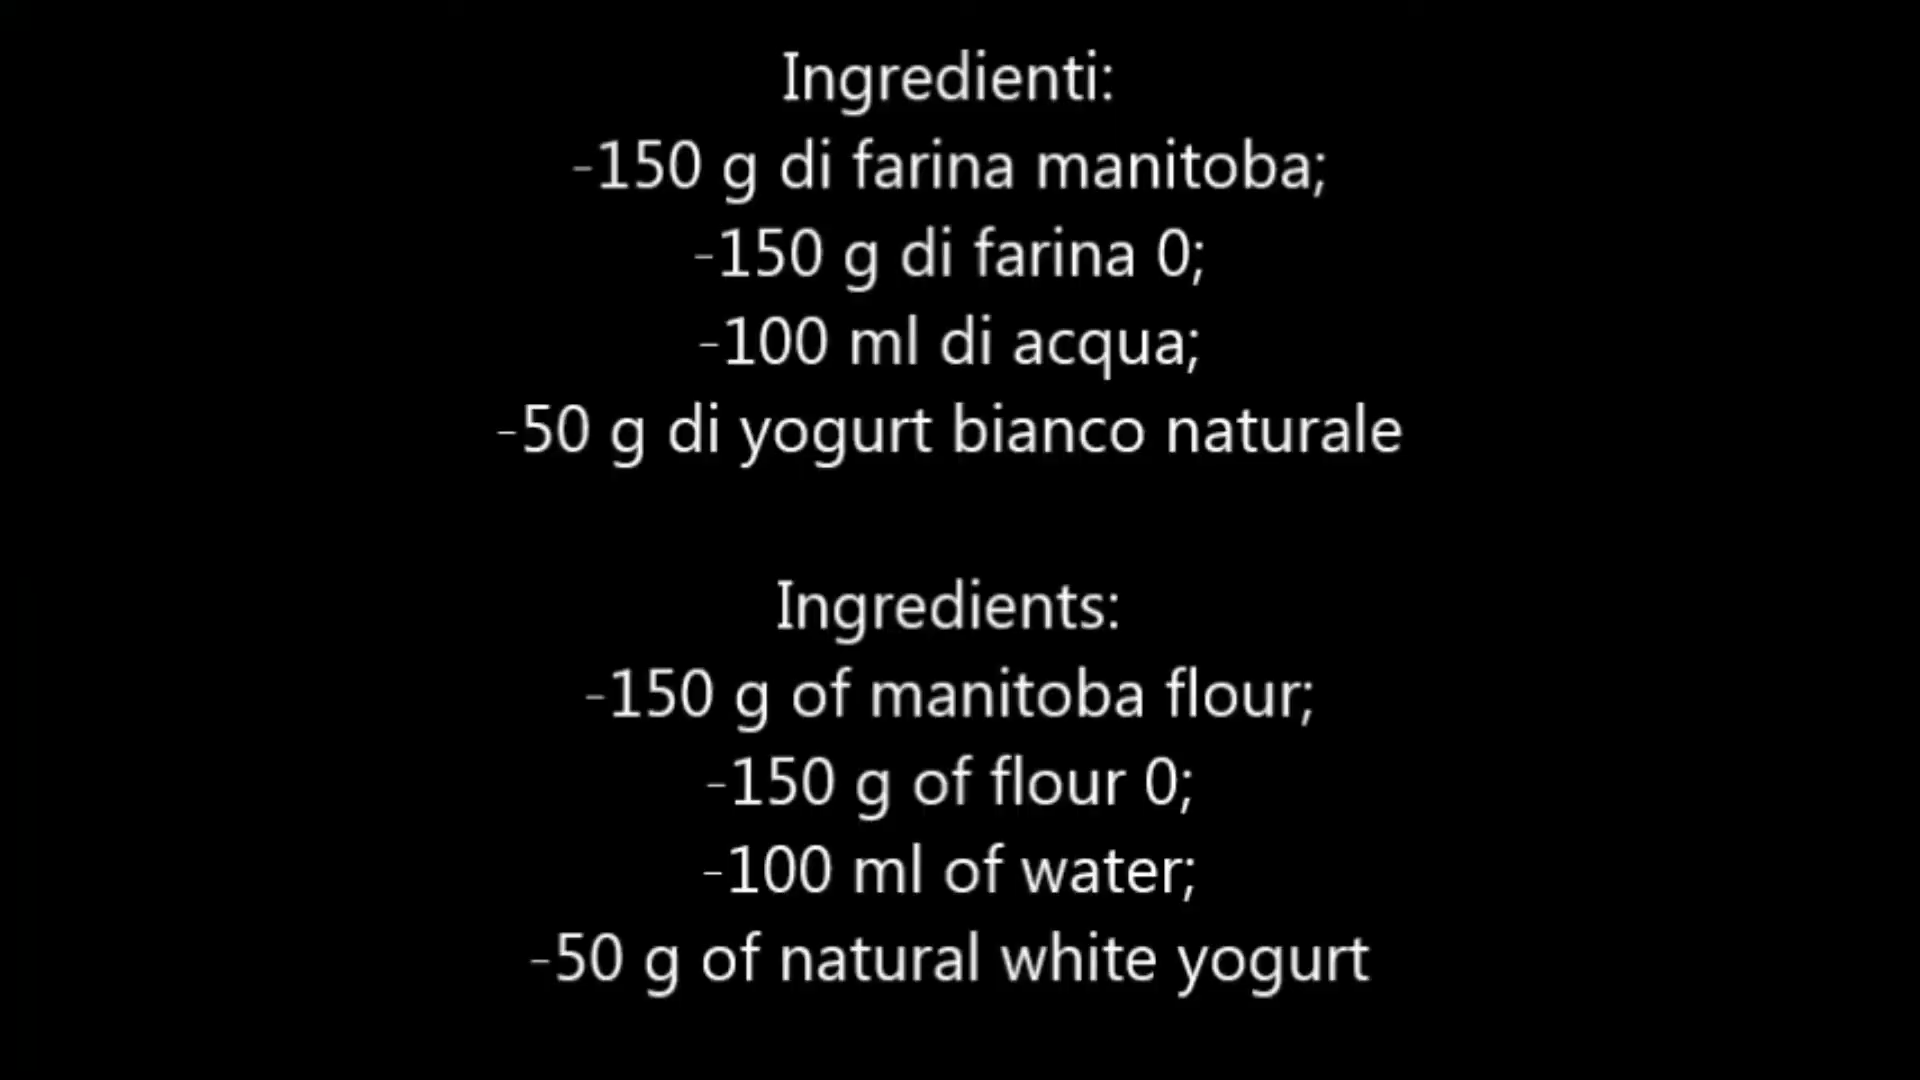 Ingredienti:
-150 g di farina manitoba;
-150 g di farina 0;
-100 ml di acqua;
-50 g di yogurt bianco naturale
Ingredients:
-150 g of manitoba flour;
-150 g of flour 0;
-100 ml of water;
-50 g of natural white yogurt